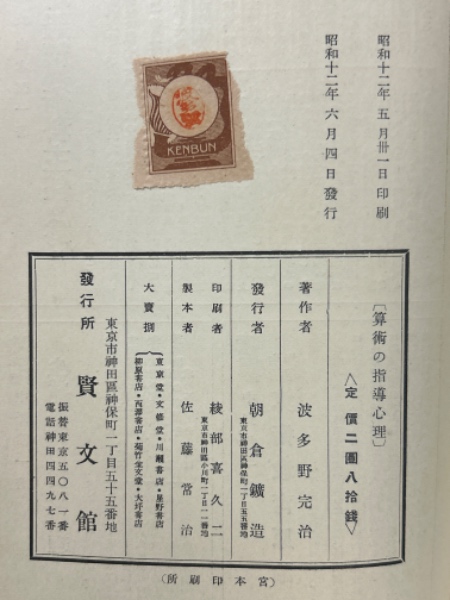 昭和十二年五月卅一日印刷
昭和十二年六月四日發行
KENBUN
〔算術の指導心理〕
＜定價二圓八拾錢＞
著作者 波多野完治
發行者 朝倉鑛造
東京市神田區神保町一丁目五五番地
印刷者 綾部喜久二
東京市神田區小川町一丁目一一番地
製本者 佐藤常治
大賣捌
東京堂・文修堂・川瀨書店・星野書店
柳原書店・西澤書店・菊竹金文堂・大坪書店
東京市神田區神保町一丁目五十五番地
發行所 賢文館
振替東京五〇八一番
電話神田四四九七番
（宮本印刷所）